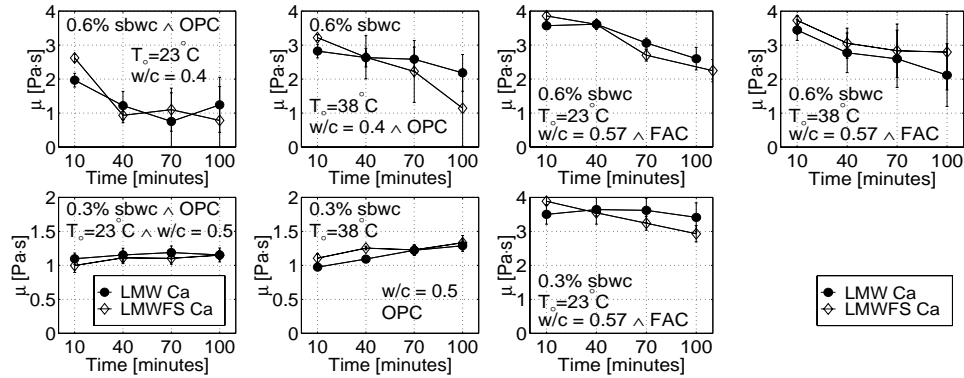 0.6% sbwc ∧ OPC
T₀=23°C
w/c = 0.4
μ [Pa·s]
4
3
2
1
0
10 40 70 100
Time [minutes]
0.6% sbwc
T₀=38°C
w/c = 0.4 ∧ OPC
μ [Pa·s]
4
3
2
1
0
10 40 70 100
Time [minutes]
0.6% sbwc
T₀=23°C
w/c = 0.57 ∧ FAC
μ [Pa·s]
4
3
2
1
0
10 40 70 100
Time [minutes]
0.6% sbwc
T₀=38°C
w/c = 0.57 ∧ FAC
μ [Pa·s]
4
3
2
1
0
10 40 70 100
Time [minutes]
0.3% sbwc ∧ OPC
T₀=23°C ∧ w/c = 0.5
LMW Ca
LMWFS Ca
μ [Pa·s]
2
1.5
1
0.5
0
10 40 70 100
Time [minutes]
0.3% sbwc
T₀=38°C
w/c = 0.5
OPC
μ [Pa·s]
2
1.5
1
0.5
0
10 40 70 100
Time [minutes]
0.3% sbwc
T₀=23°C
w/c = 0.57 ∧ FAC
μ [Pa·s]
4
3
2
1
0
10 40 70 100
Time [minutes]
LMW Ca
LMWFS Ca